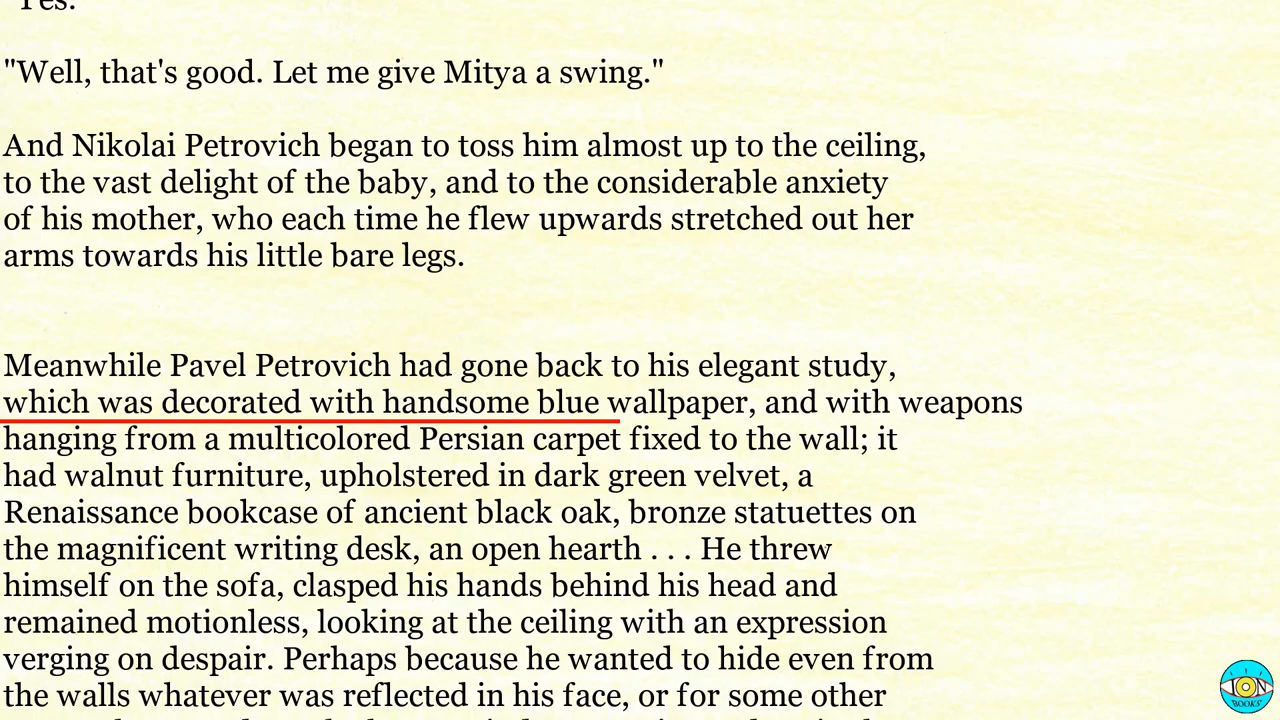 "Yes."
"Well, that's good. Let me give Mitya a swing."
And Nikolai Petrovich began to toss him almost up to the ceiling,
to the vast delight of the baby, and to the considerable anxiety
of his mother, who each time he flew upwards stretched out her
arms towards his little bare legs.
Meanwhile Pavel Petrovich had gone back to his elegant study,
which was decorated with handsome blue wallpaper, and with weapons
hanging from a multicolored Persian carpet fixed to the wall; it
had walnut furniture, upholstered in dark green velvet, a
Renaissance bookcase of ancient black oak, bronze statuettes on
the magnificent writing desk, an open hearth . . . He threw
himself on the sofa, clasped his hands behind his head and
remained motionless, looking at the ceiling with an expression
verging on despair. Perhaps because he wanted to hide even from
the walls whatever was reflected in his face, or for some other
ION
BOOKS